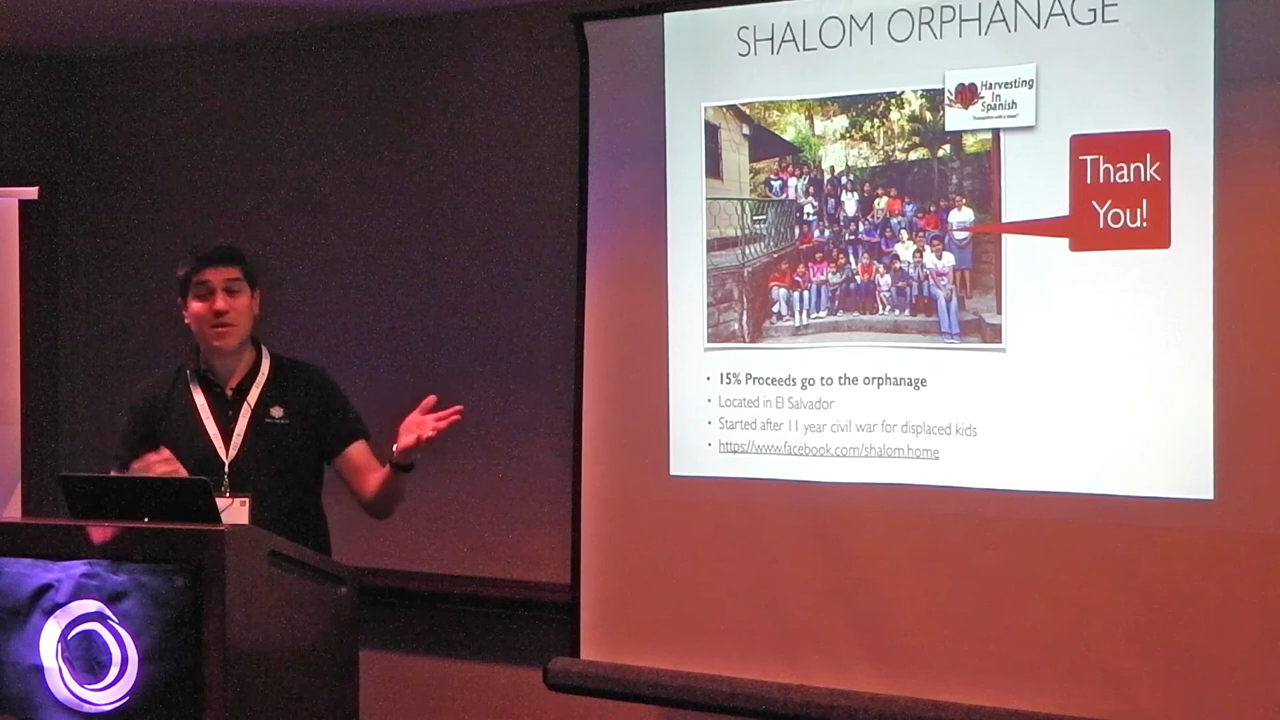 SHALOM ORPHANAGE
Harvesting
In
Spanish
Thank
You!
• 15% Proceeds go to the orphanage
• Located in El Salvador
• Started after 11 year civil war for displaced kids
• https://www.facebook.com/shalom.home